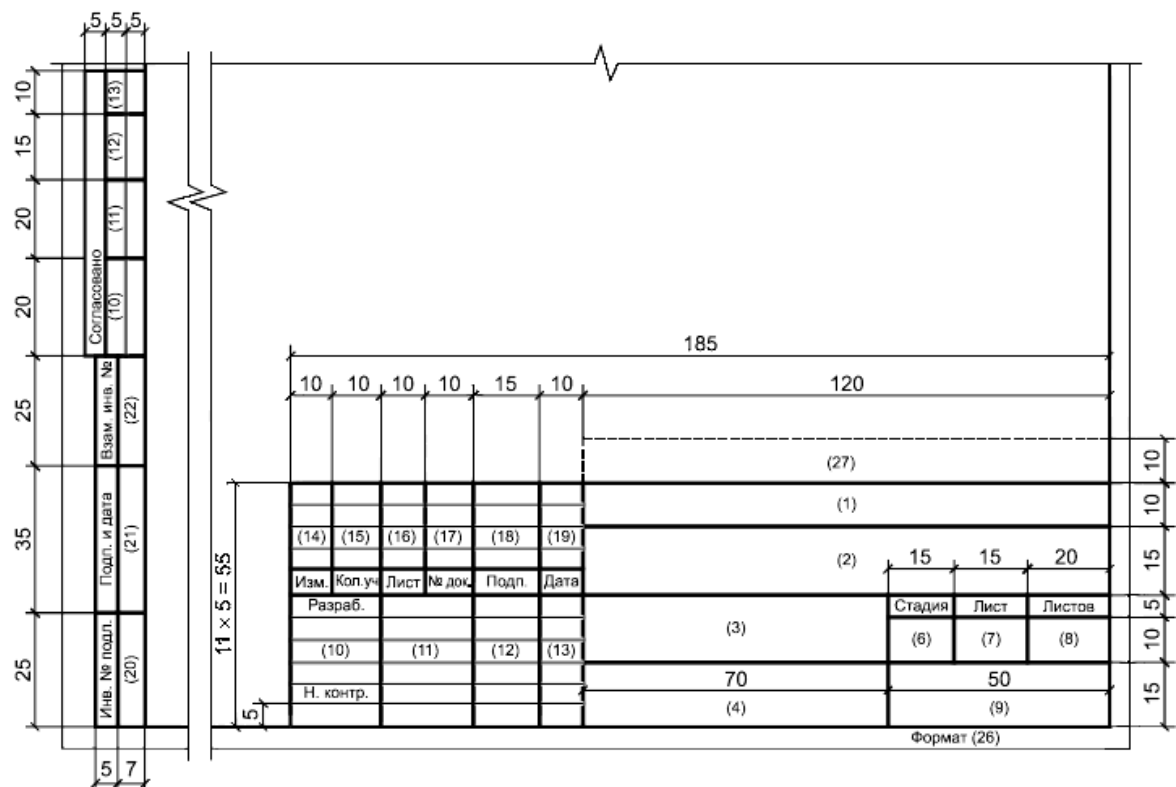 5 5 5
10
15
20
20
25
35
25
(13)
(12)
(11)
(10)
Согласовано
Взам. инв. №
(22)
Подп. и дата
(21)
Инв. № подл.
(20)
5 7
185
10 10 10 10 15 10 120
(27)
10
(1)
10
(14) (15) (16) (17) (18) (19)
(2)
15 15 20
15
Изм. Кол.уч Лист № док. Подп. Дата
Разраб.
Стадия Лист Листов
5
(3)
(6) (7) (8)
10
(10) (11) (12) (13)
11 × 5 = 55
Н. контр.
70 50
5
(4) (9)
15
Формат (26)